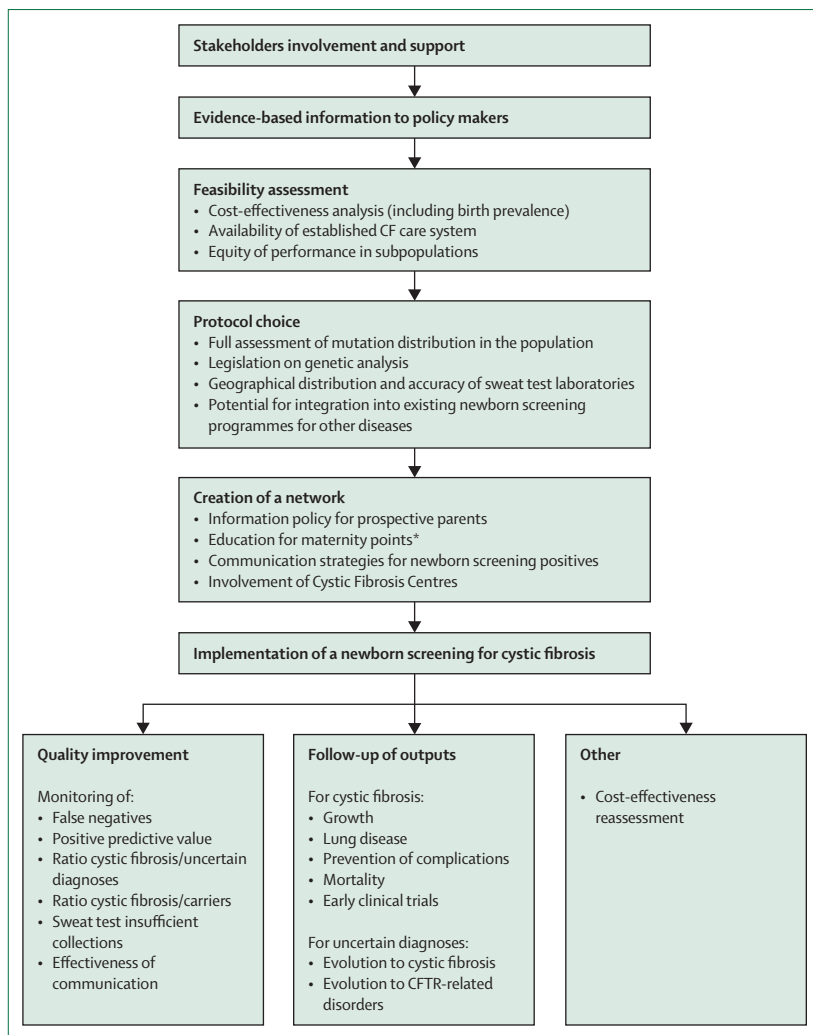 Stakeholders involvement and support
Evidence-based information to policy makers
Feasibility assessment
• Cost-effectiveness analysis (including birth prevalence)
• Availability of established CF care system
• Equity of performance in subpopulations
Protocol choice
• Full assessment of mutation distribution in the population
• Legislation on genetic analysis
• Geographical distribution and accuracy of sweat test laboratories
• Potential for integration into existing newborn screening
programmes for other diseases
Creation of a network
• Information policy for prospective parents
• Education for maternity points*
• Communication strategies for newborn screening positives
• Involvement of Cystic Fibrosis Centres
Implementation of a newborn screening for cystic fibrosis
Quality improvement
Monitoring of:
• False negatives
• Positive predictive value
• Ratio cystic fibrosis/uncertain
diagnoses
• Ratio cystic fibrosis/carriers
• Sweat test insufficient
collections
• Effectiveness of
communication
Follow-up of outputs
For cystic fibrosis:
• Growth
• Lung disease
• Prevention of complications
• Mortality
• Early clinical trials
For uncertain diagnoses:
• Evolution to cystic fibrosis
• Evolution to CFTR-related
disorders
Other
• Cost-effectiveness
reassessment